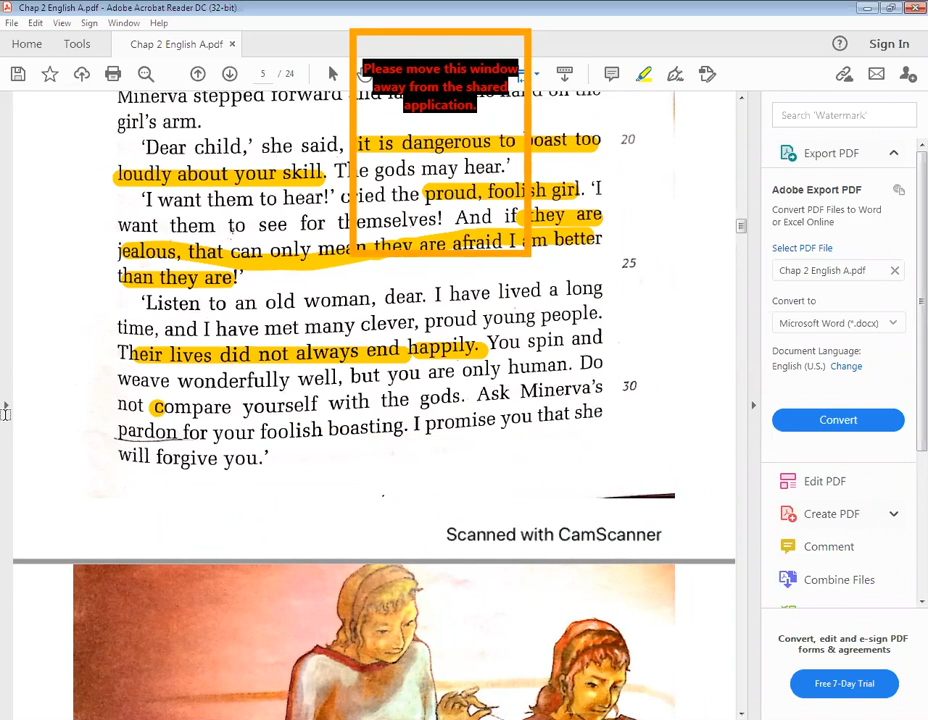 Chap 2 English A.pdf - Adobe Acrobat Reader DC (32-bit)
File Edit View Sign Window Help
Home Tools Chap 2 English A.pdf × Sign In
5 / 24
Please move this window
away from the shared
application.
Minerva stepped forward and hand on the
girl's arm.
'Dear child,' she said, 'it is dangerous to boast too 20
loudly about your skill. The gods may hear.'
'I want them to hear!' cried the proud, foolish girl. 'I
want them to see for themselves! And if they are
jealous, that can only mean they are afraid I am better
than they are!' 25
'Listen to an old woman, dear. I have lived a long
time, and I have met many clever, proud young people.
Their lives did not always end happily. You spin and
weave wonderfully well, but you are only human. Do
not compare yourself with the gods. Ask Minerva's 30
pardon for your foolish boasting. I promise you that she
will forgive you.'
Scanned with CamScanner
Search 'Watermark'
Export PDF
Adobe Export PDF
Convert PDF Files to Word
or Excel Online
Select PDF File
Chap 2 English A.pdf ×
Convert to
Microsoft Word (*.docx)
Document Language:
English (U.S.) Change
Convert
Edit PDF
Create PDF
Comment
Combine Files
Convert, edit and e-sign PDF
forms & agreements
Free 7-Day Trial